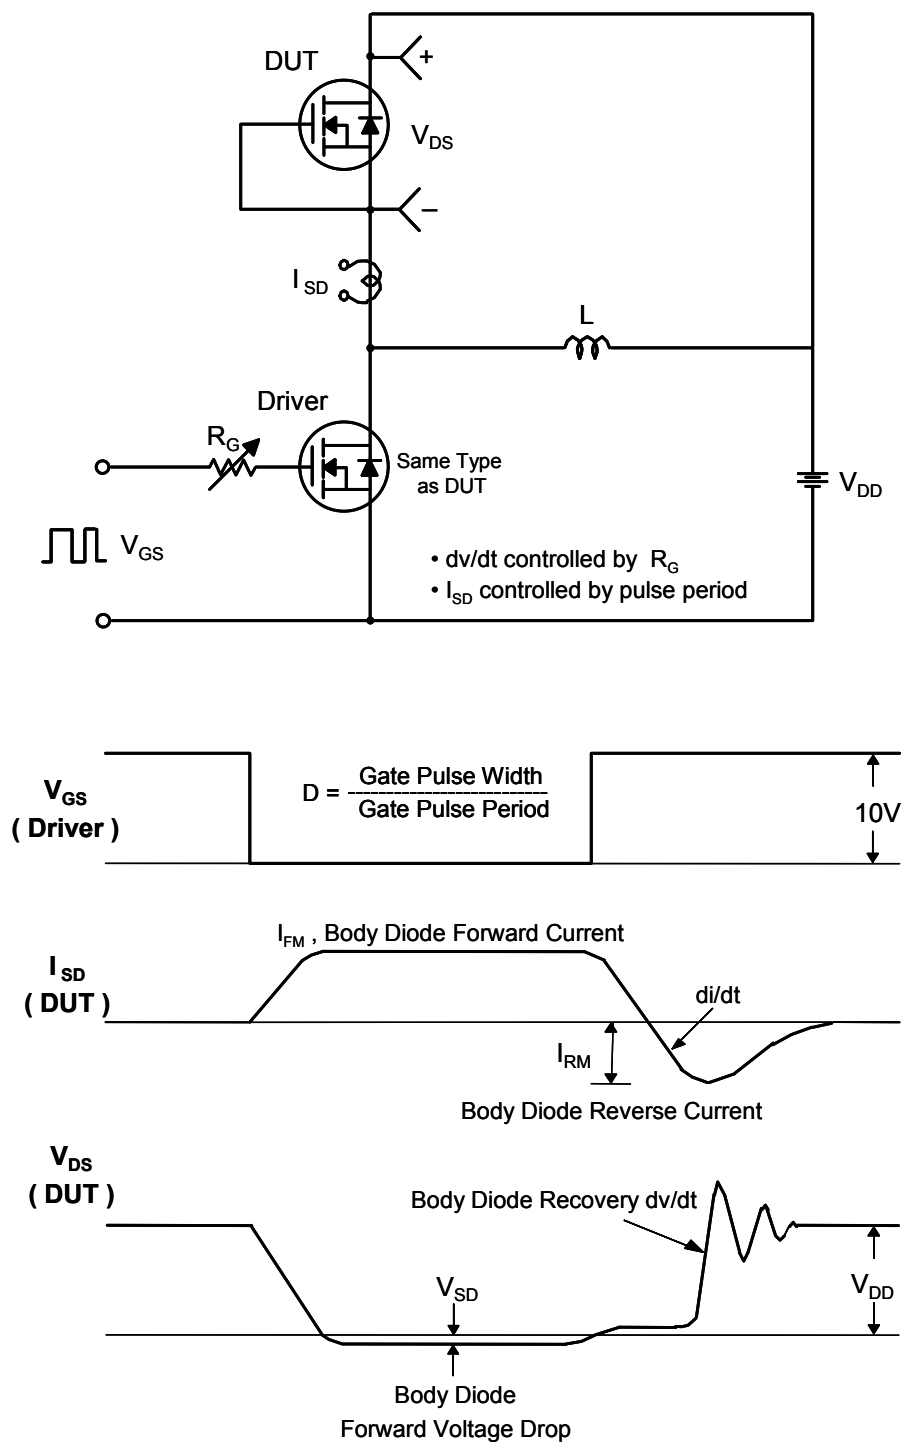 DUT
+
V_DS
–
I_SD
L
Driver
R_G
Same Type
as DUT
V_DD
V_GS
• dv/dt controlled by R_G
• I_SD controlled by pulse period
V_GS
( Driver )
D = Gate Pulse Width
--------------------------
Gate Pulse Period
10V
I_FM , Body Diode Forward Current
I_SD
( DUT )
di/dt
I_RM
Body Diode Reverse Current
V_DS
( DUT )
Body Diode Recovery dv/dt
V_SD
V_DD
Body Diode
Forward Voltage Drop